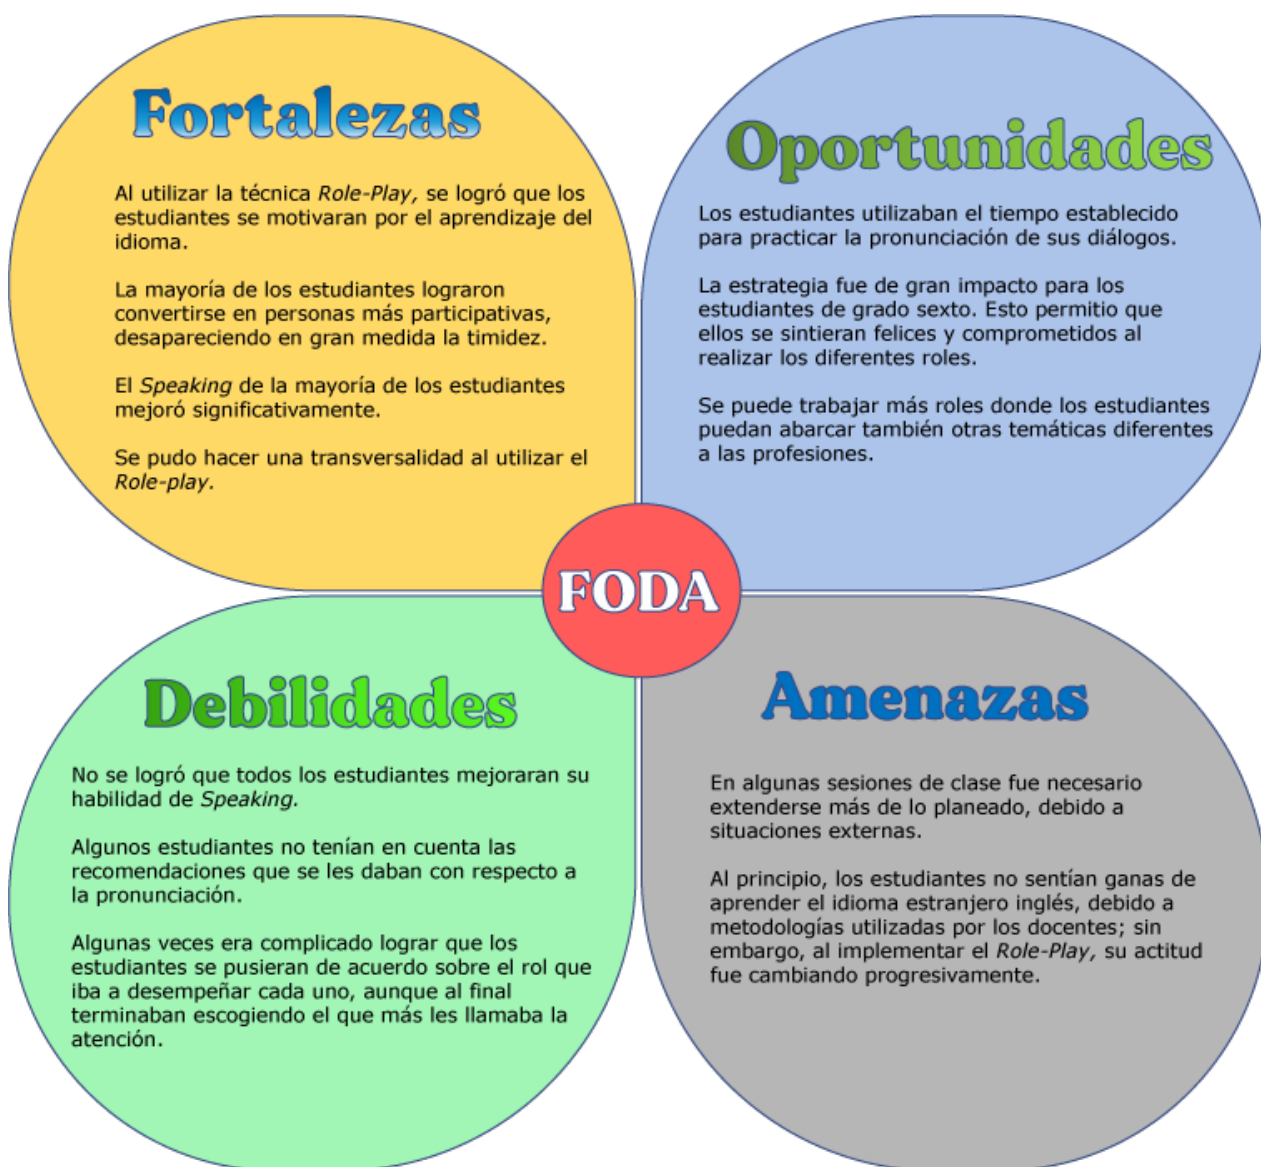 Fortalezas
Al utilizar la técnica Role-Play, se logró que los
estudiantes se motivaran por el aprendizaje del
idioma.
La mayoría de los estudiantes lograron
convertirse en personas más participativas,
desapareciendo en gran medida la timidez.
El Speaking de la mayoría de los estudiantes
mejoró significativamente.
Se pudo hacer una transversalidad al utilizar el
Role-play.
Oportunidades
Los estudiantes utilizaban el tiempo establecido
para practicar la pronunciación de sus diálogos.
La estrategia fue de gran impacto para los
estudiantes de grado sexto. Esto permitio que
ellos se sintieran felices y comprometidos al
realizar los diferentes roles.
Se puede trabajar más roles donde los estudiantes
puedan abarcar también otras temáticas diferentes
a las profesiones.
FODA
Debilidades
No se logró que todos los estudiantes mejoraran su
habilidad de Speaking.
Algunos estudiantes no tenían en cuenta las
recomendaciones que se les daban con respecto a
la pronunciación.
Algunas veces era complicado lograr que los
estudiantes se pusieran de acuerdo sobre el rol que
iba a desempeñar cada uno, aunque al final
terminaban escogiendo el que más les llamaba la
atención.
Amenazas
En algunas sesiones de clase fue necesario
extenderse más de lo planeado, debido a
situaciones externas.
Al principio, los estudiantes no sentían ganas de
aprender el idioma estranjero inglés, debido a
metodologías utilizadas por los docentes; sin
embargo, al implementar el Role-Play, su actitud
fue cambiando progresivamente.